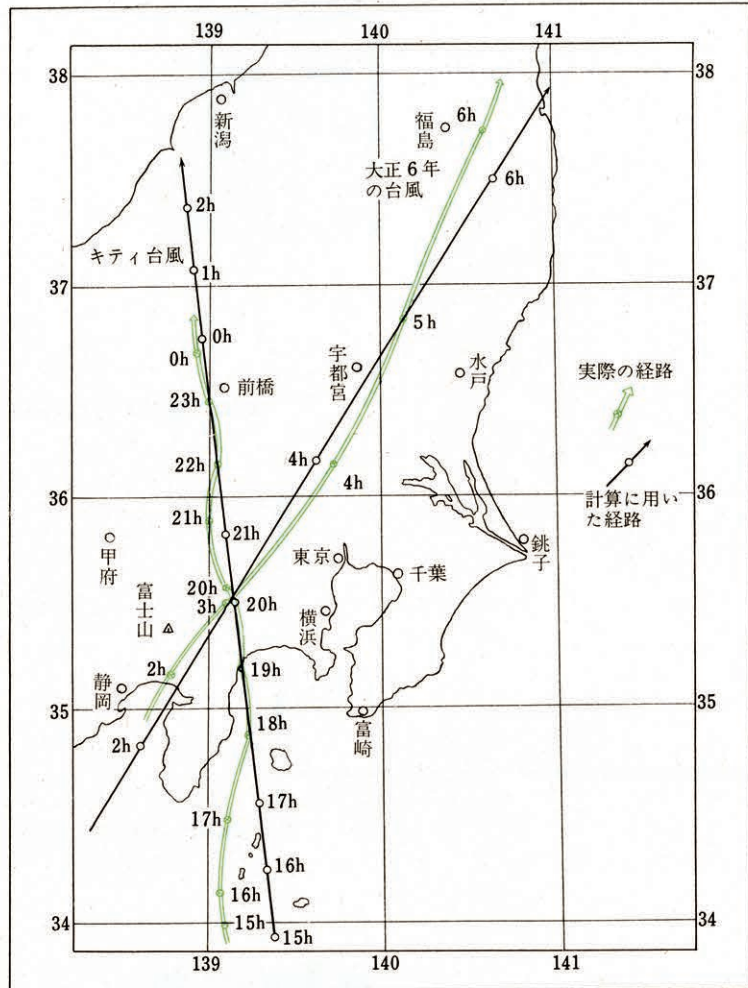 139
140
141
38
38
新潟
福島
6h
6h
大正6年
の台風
2h
キティ台風
1h
37
37
0h
0h
5h
宇都宮
水戸
実際の経路
前橋
23h
4h
4h
22h
計算に用い
た経路
36
36
21h
21h
甲府
東京
千葉
銚子
20h
3h
20h
富士山
横浜
2h
19h
静岡
35
35
18h
富崎
2h
17h
17h
16h
16h
34
34
15h
15h
139
140
141